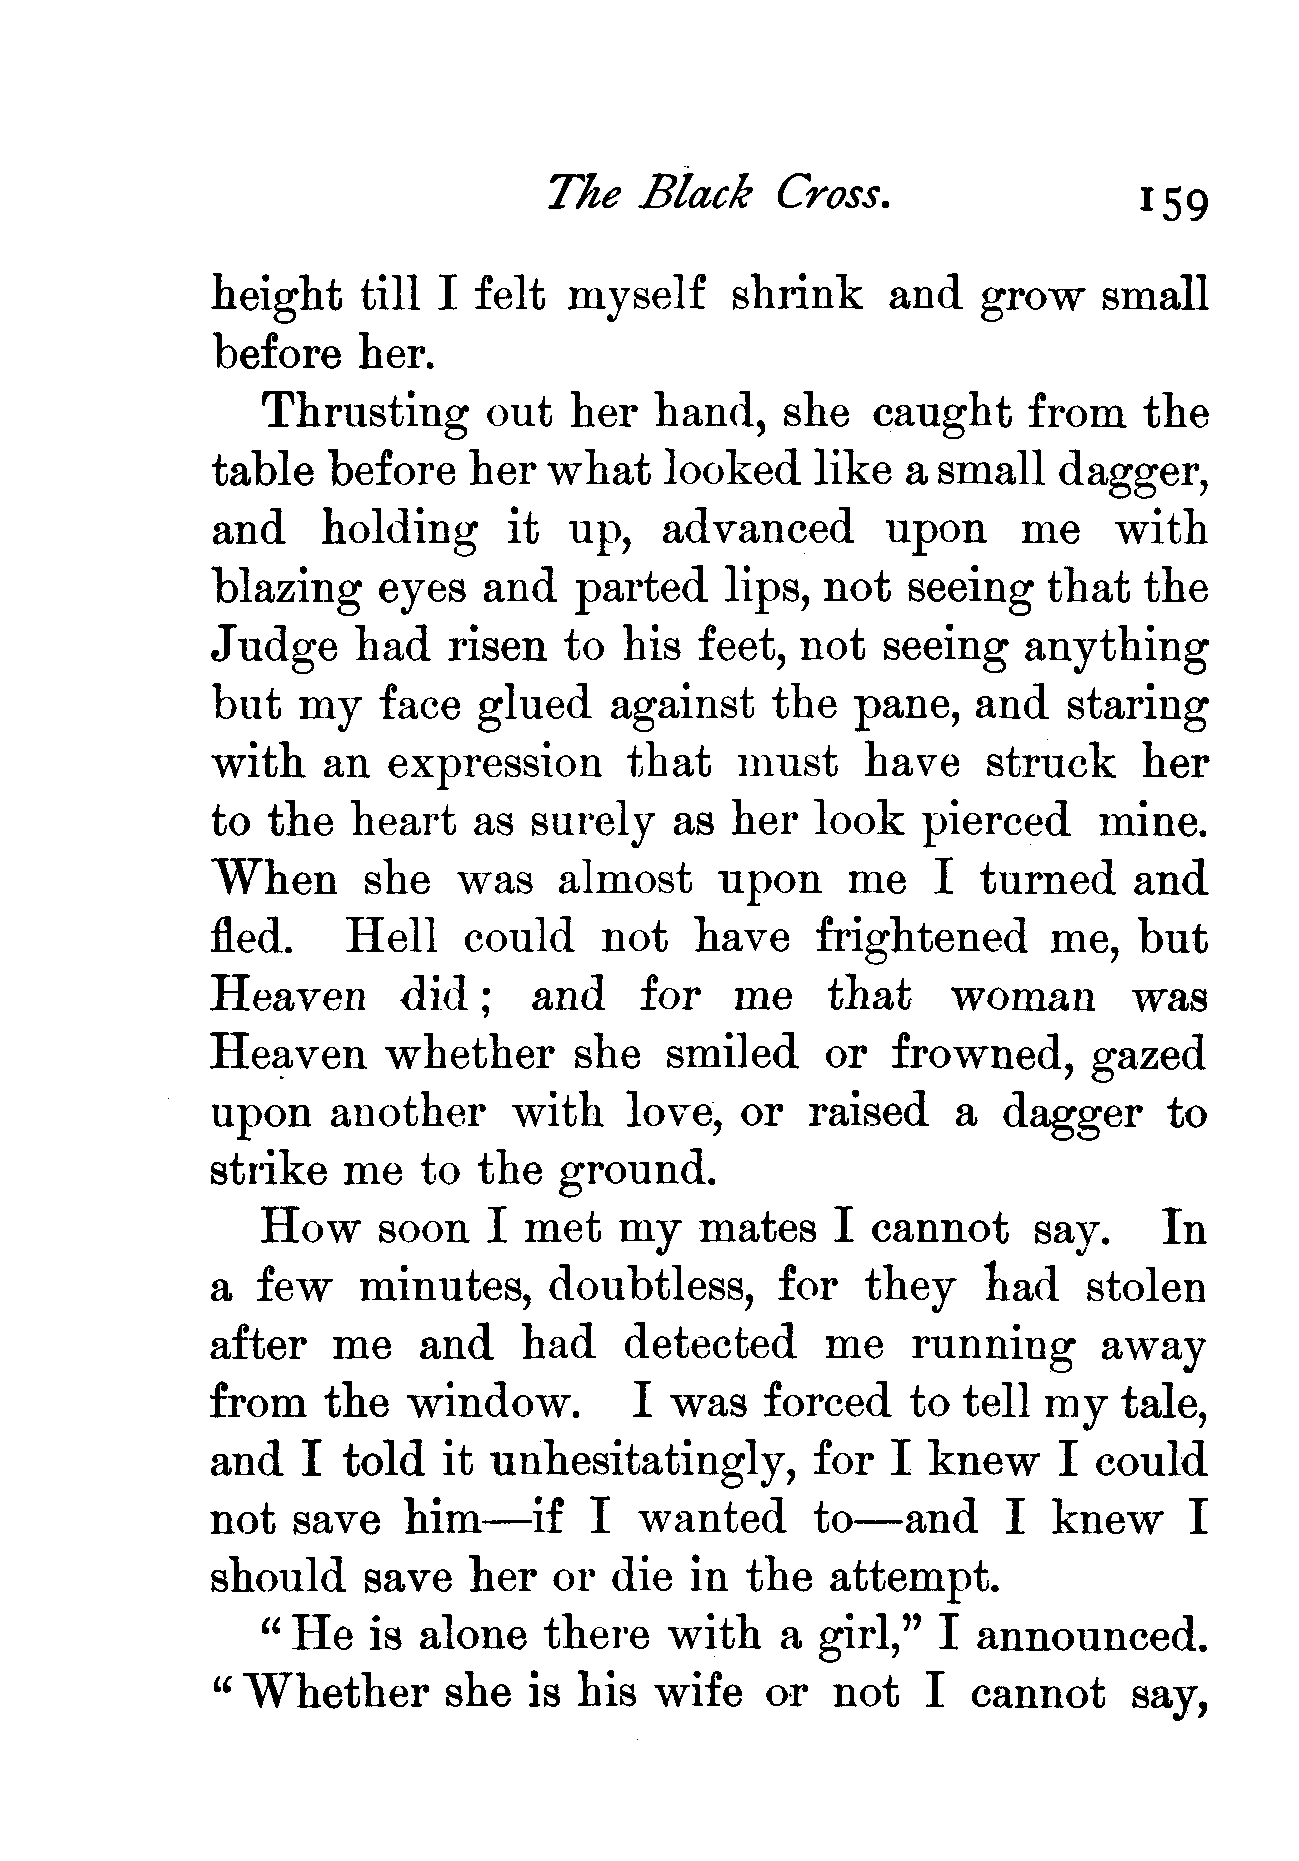 The Black Cross. 159
height till I felt myself shrink and grow small
before her.
Thrusting out her hand, she caught from the
table before her what looked like a small dagger,
and holding it up, advanced upon me with
blazing eyes and parted lips, not seeing that the
Judge had risen to his feet, not seeing anything
but my face glued against the pane, and staring
with an expression that must have struck her
to the heart as surely as her look pierced mine.
When she was almost upon me I turned and
fled. Hell could not have frightened me, but
Heaven did; and for me that woman was
Heaven whether she smiled or frowned, gazed
upon another with love, or raised a dagger to
strike me to the ground.
How soon I met my mates I cannot say. In
a few minutes, doubtless, for they had stolen
after me and had detected me running away
from the window. I was forced to tell my tale,
and I told it unhesitatingly, for I knew I could
not save him—if I wanted to—and I knew I
should save her or die in the attempt.
“He is alone there with a girl,” I announced.
“Whether she is his wife or not I cannot say,